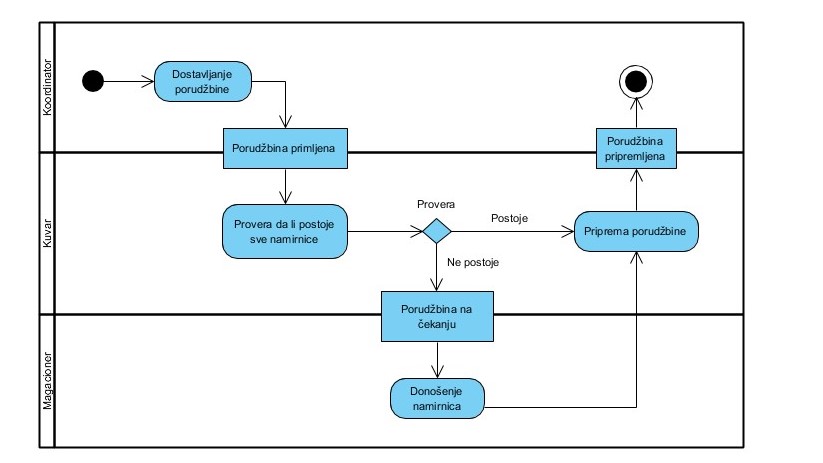 Koordinator
Dostavljanje
porudžbine
Porudžbina primljena
Porudžbina
pripremljena
Kuvar
Provera da li postoje
sve namirnice
Provera
Postoje
Ne postoje
Priprema porudžbine
Porudžbina na
čekanju
Magacioner
Donošenje
namirnica